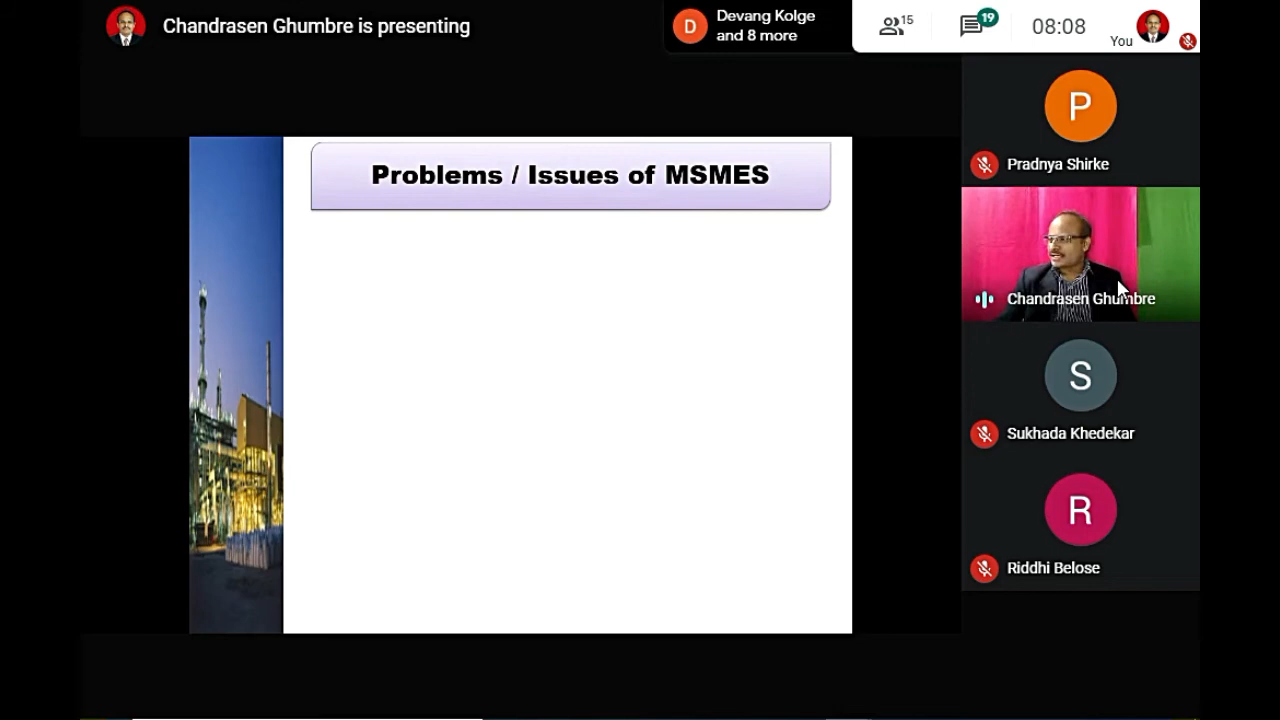 Chandrasen Ghumbre is presenting
D
Devang Kolge
and 8 more
15
19
08:08
You
P
Pradnya Shirke
Problems / Issues of MSMES
Chandrasen Ghumbre
S
Sukhada Khedekar
R
Riddhi Belose